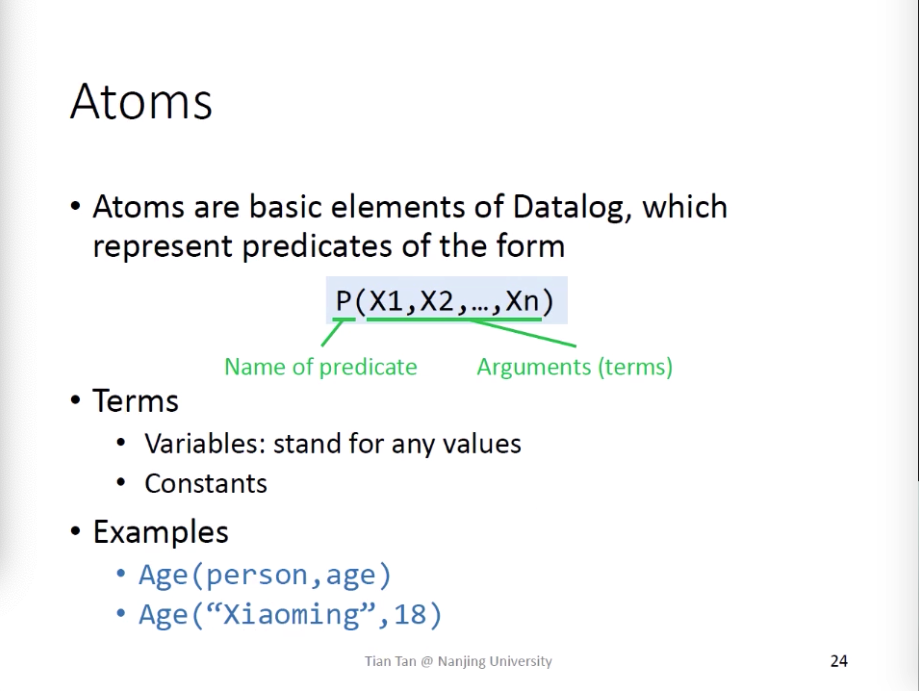 Atoms
• Atoms are basic elements of Datalog, which
represent predicates of the form
P(X1,X2,…,Xn)
Name of predicate
Arguments (terms)
• Terms
• Variables: stand for any values
• Constants
• Examples
• Age(person,age)
• Age(“Xiaoming”,18)
Tian Tan @ Nanjing University
24